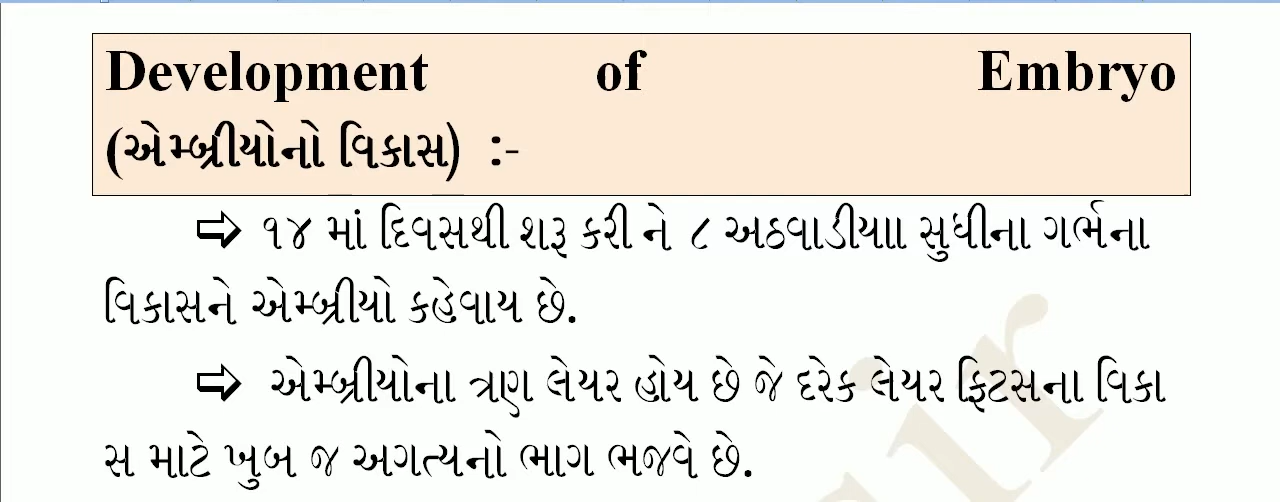 Development of Embryo
(એમ્બ્રીયોનો વિકાસ) :-
⇨ ૧૪ માં દિવસથી શરૂ કરી ને ૮ અઠવાડીયાા સુધીના ગર્ભના
વિકાસને એમ્બ્રીયો કહેવાય છે.
⇨ એમ્બ્રીયોના ત્રણ લેયર હોય છે જે દરેક લેયર ફિટસના વિકા
સ માટે ખુબ જ અગત્યનો ભાગ ભજવે છે.